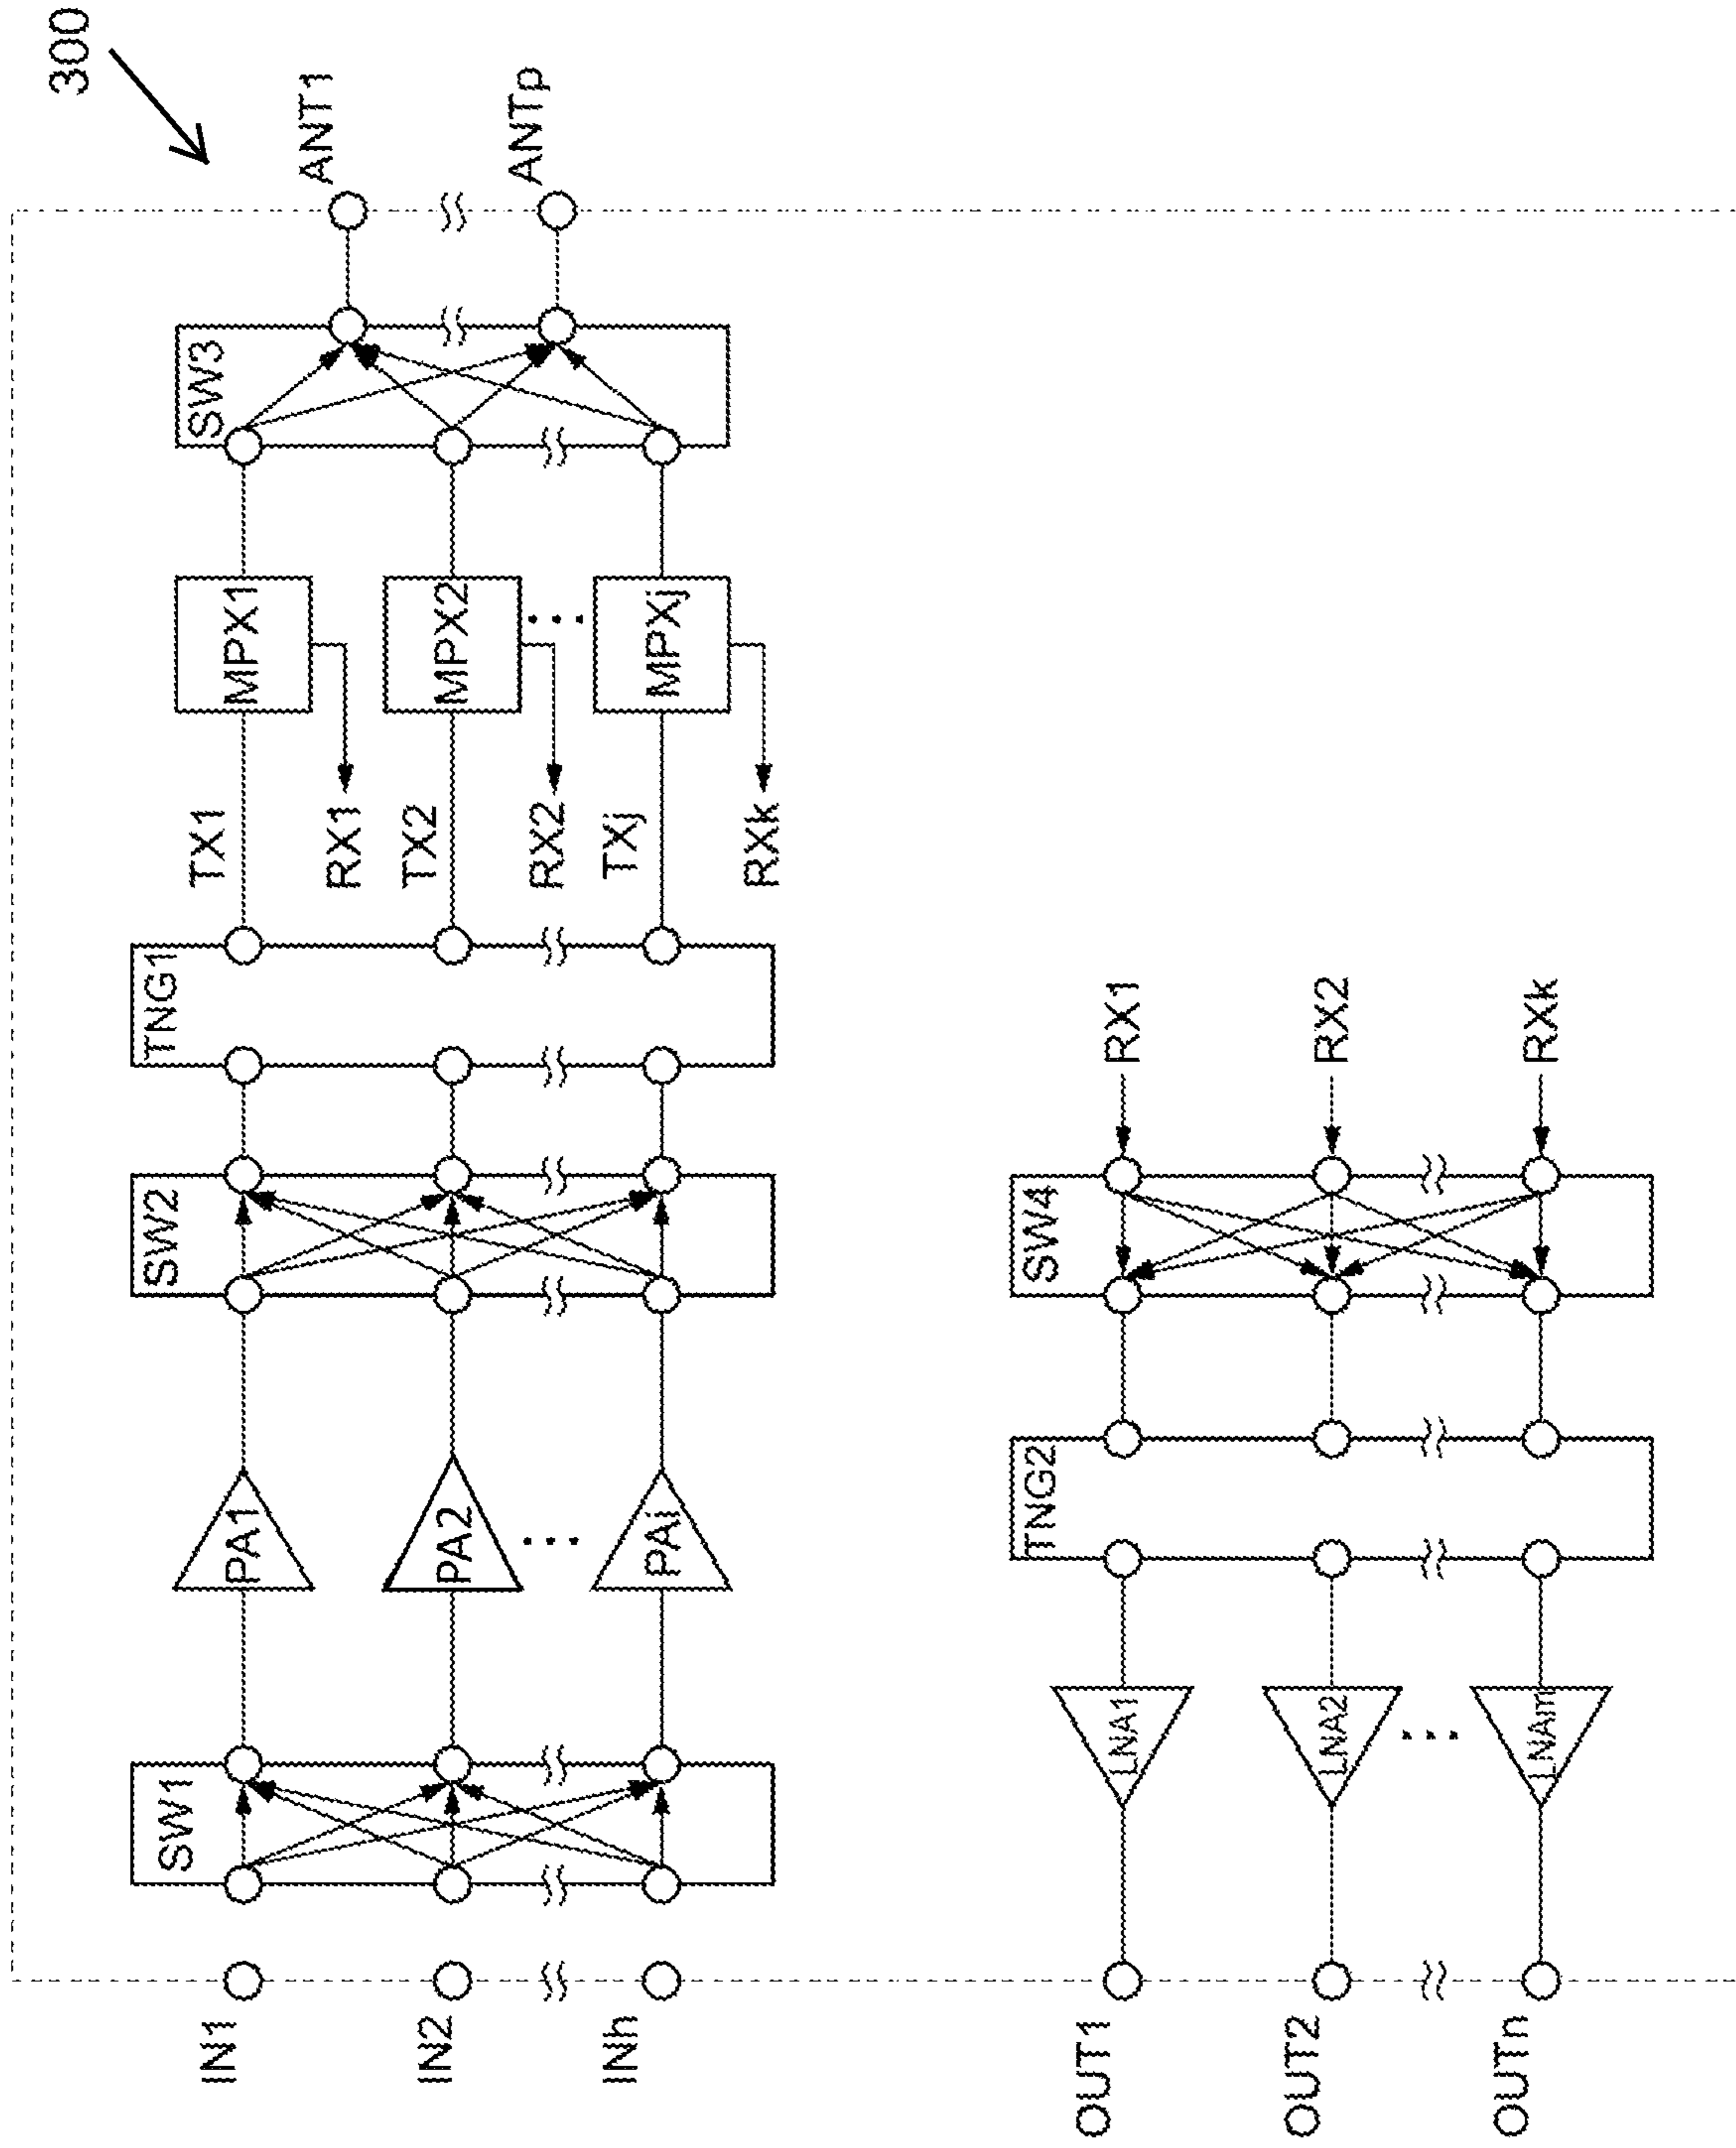 300
IN1
IN2
INh
SW1
PA1
PA2
PAi
SW2
TNG1
TX1
RX1
TX2
RX2
TXj
RXk
MPX1
MPX2
MPXj
SW3
ANT1
ANTp
OUT1
OUT2
OUTn
LNA1
LNA2
LNAm
TNG2
SW4
RX1
RX2
RXk